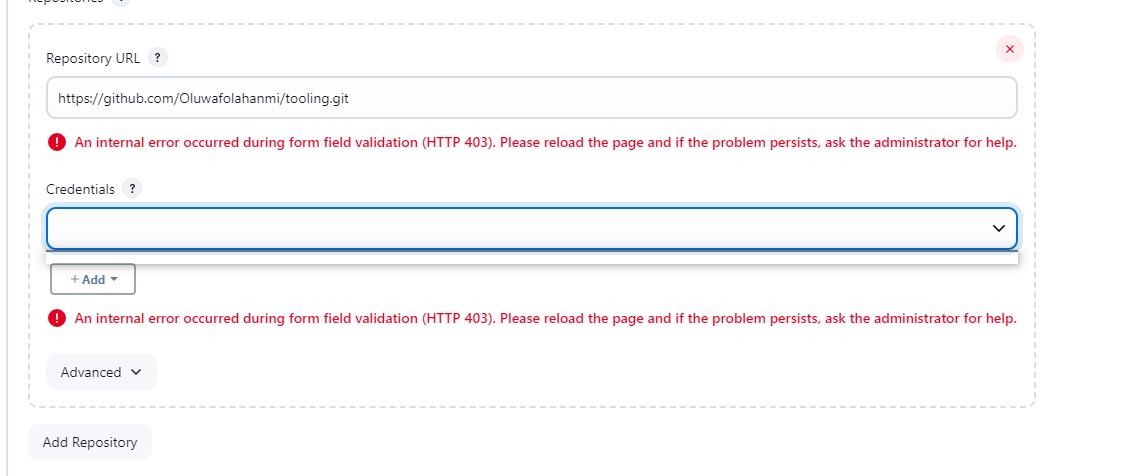 Repositories ?
Repository URL ?
https://github.com/Oluwafolahanmi/tooling.git
An internal error occurred during form field validation (HTTP 403). Please reload the page and if the problem persists, ask the administrator for help.
Credentials ?
+ Add
An internal error occurred during form field validation (HTTP 403). Please reload the page and if the problem persists, ask the administrator for help.
Advanced
Add Repository